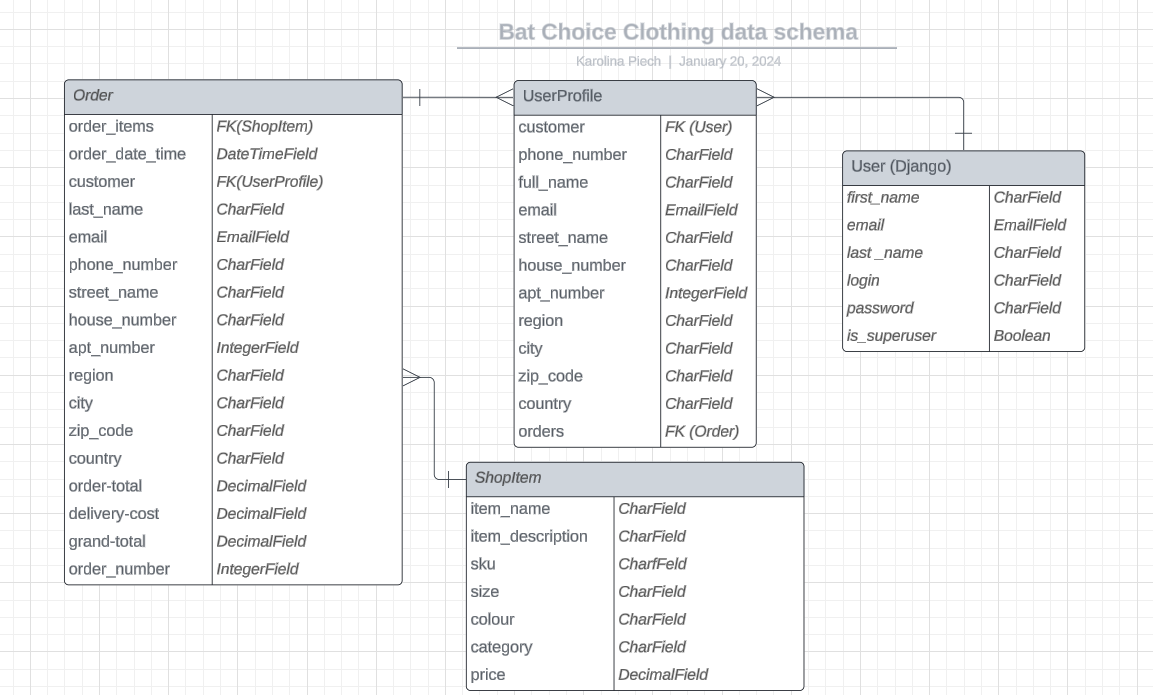 Bat Choice Clothing data schema
Karolina Piech | January 20, 2024
Order
order_items FK(ShopItem)
order_date_time DateTimeField
customer FK(UserProfile)
last_name CharField
email EmailField
phone_number CharField
street_name CharField
house_number CharField
apt_number IntegerField
region CharField
city CharField
zip_code CharField
country CharField
order-total DecimalField
delivery-cost DecimalField
grand-total DecimalField
order_number IntegerField
UserProfile
customer FK (User)
phone_number CharField
full_name CharField
email EmailField
street_name CharField
house_number CharField
apt_number IntegerField
region CharField
city CharField
zip_code CharField
country CharField
orders FK (Order)
User (Django)
first_name CharField
email EmailField
last _name CharField
login CharField
password CharField
is_superuser Boolean
ShopItem
item_name CharField
item_description CharField
sku CharfFeld
size CharField
colour CharField
category CharField
price DecimalField